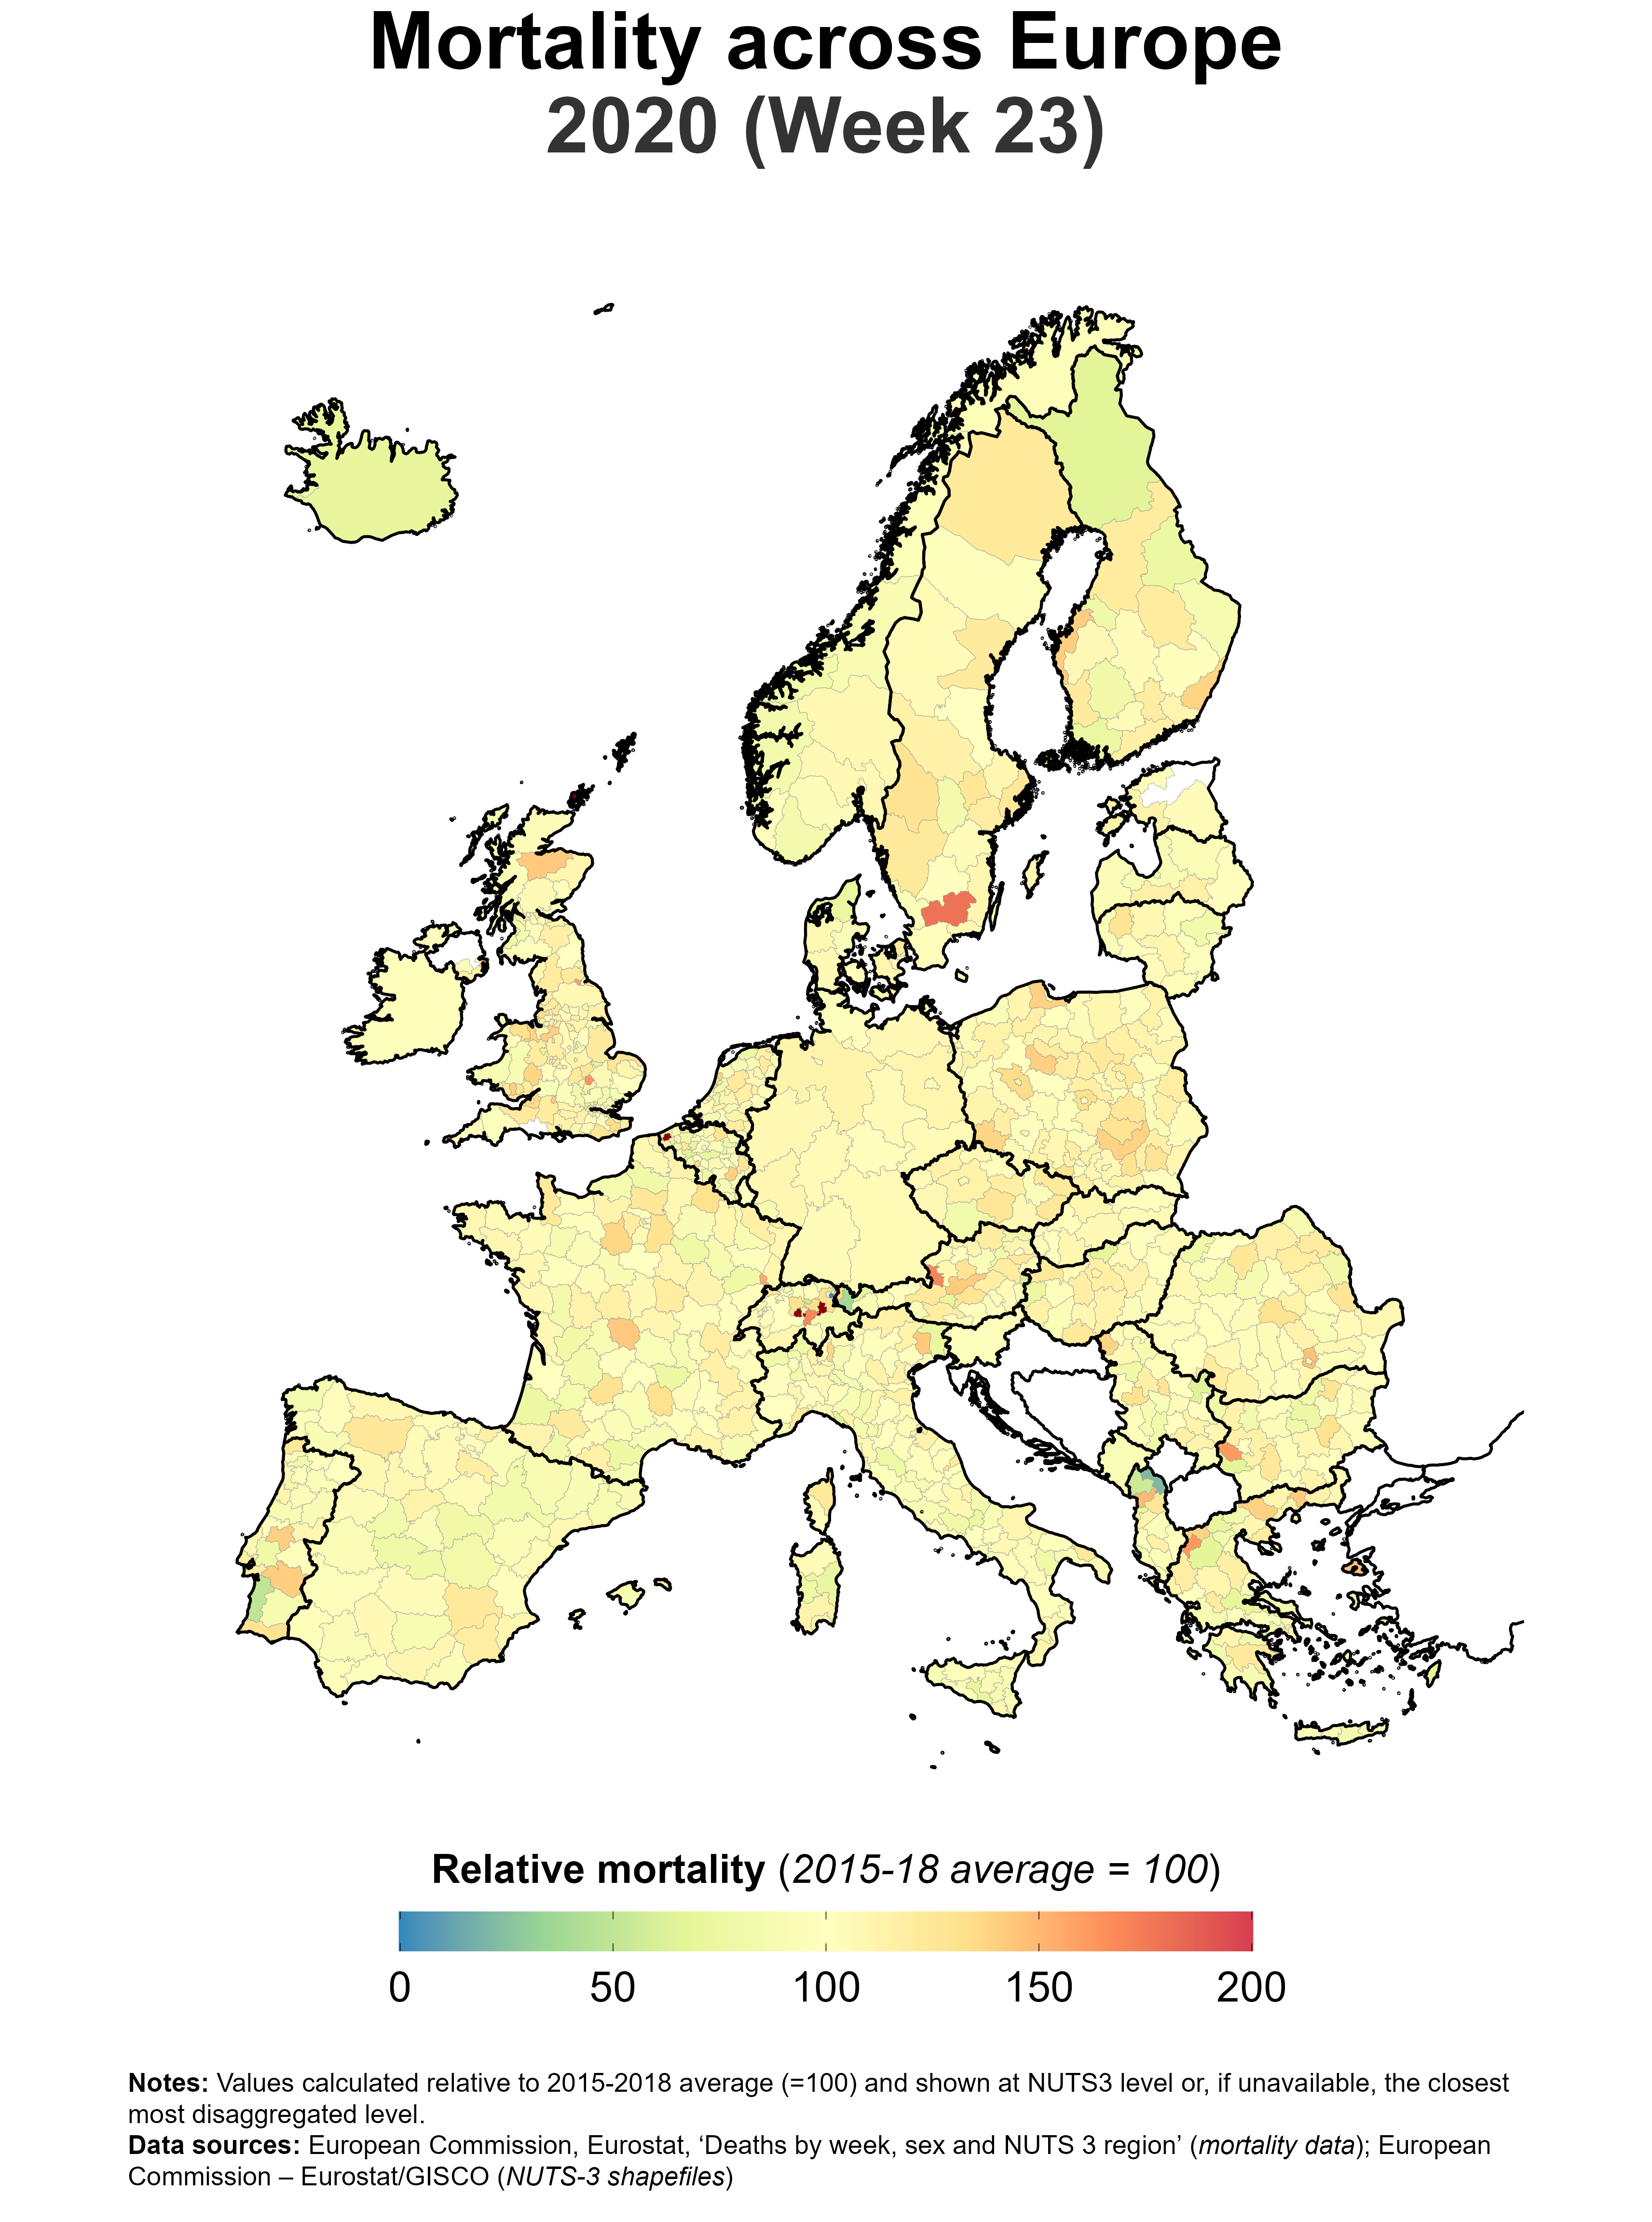 Mortality across Europe
2020 (Week 23)
Relative mortality (2015-18 average = 100)
0 50 100 150 200
Notes: Values calculated relative to 2015-2018 average (=100) and shown at NUTS3 level or, if unavailable, the closest
most disaggregated level.
Data sources: European Commission, Eurostat, ‘Deaths by week, sex and NUTS 3 region’ (mortality data); European
Commission – Eurostat/GISCO (NUTS-3 shapefiles)